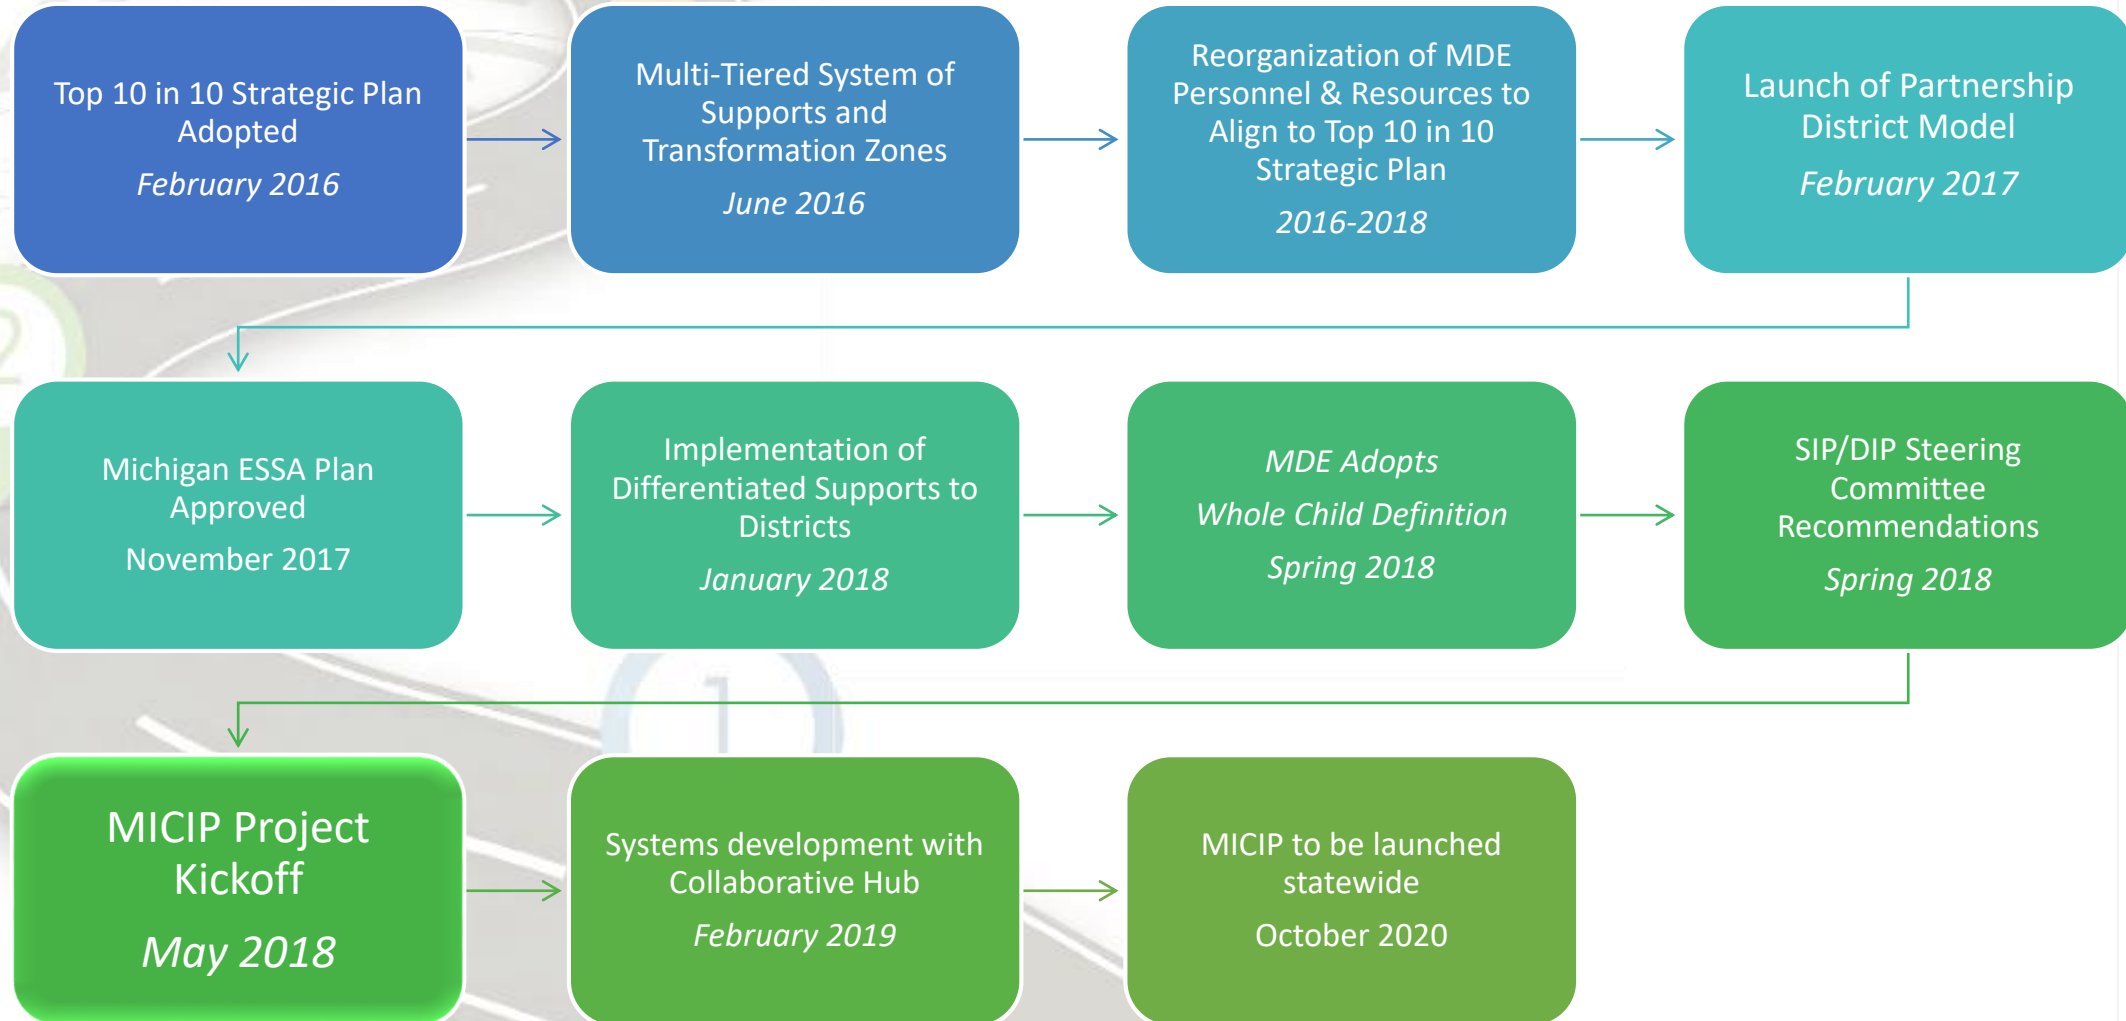 Top 10 in 10 Strategic Plan
Adopted
February 2016
Multi-Tiered System of
Supports and
Transformation Zones
June 2016
Reorganization of MDE
Personnel & Resources to
Align to Top 10 in 10
Strategic Plan
2016-2018
Launch of Partnership
District Model
February 2017
2
Michigan ESSA Plan
Approved
November 2017
Implementation of
Differentiated Supports to
Districts
January 2018
MDE Adopts
Whole Child Definition
Spring 2018
SIP/DIP Steering
Committee
Recommendations
Spring 2018
1
MICIP Project
Kickoff
May 2018
Systems development with
Collaborative Hub
February 2019
MICIP to be launched
statewide
October 2020